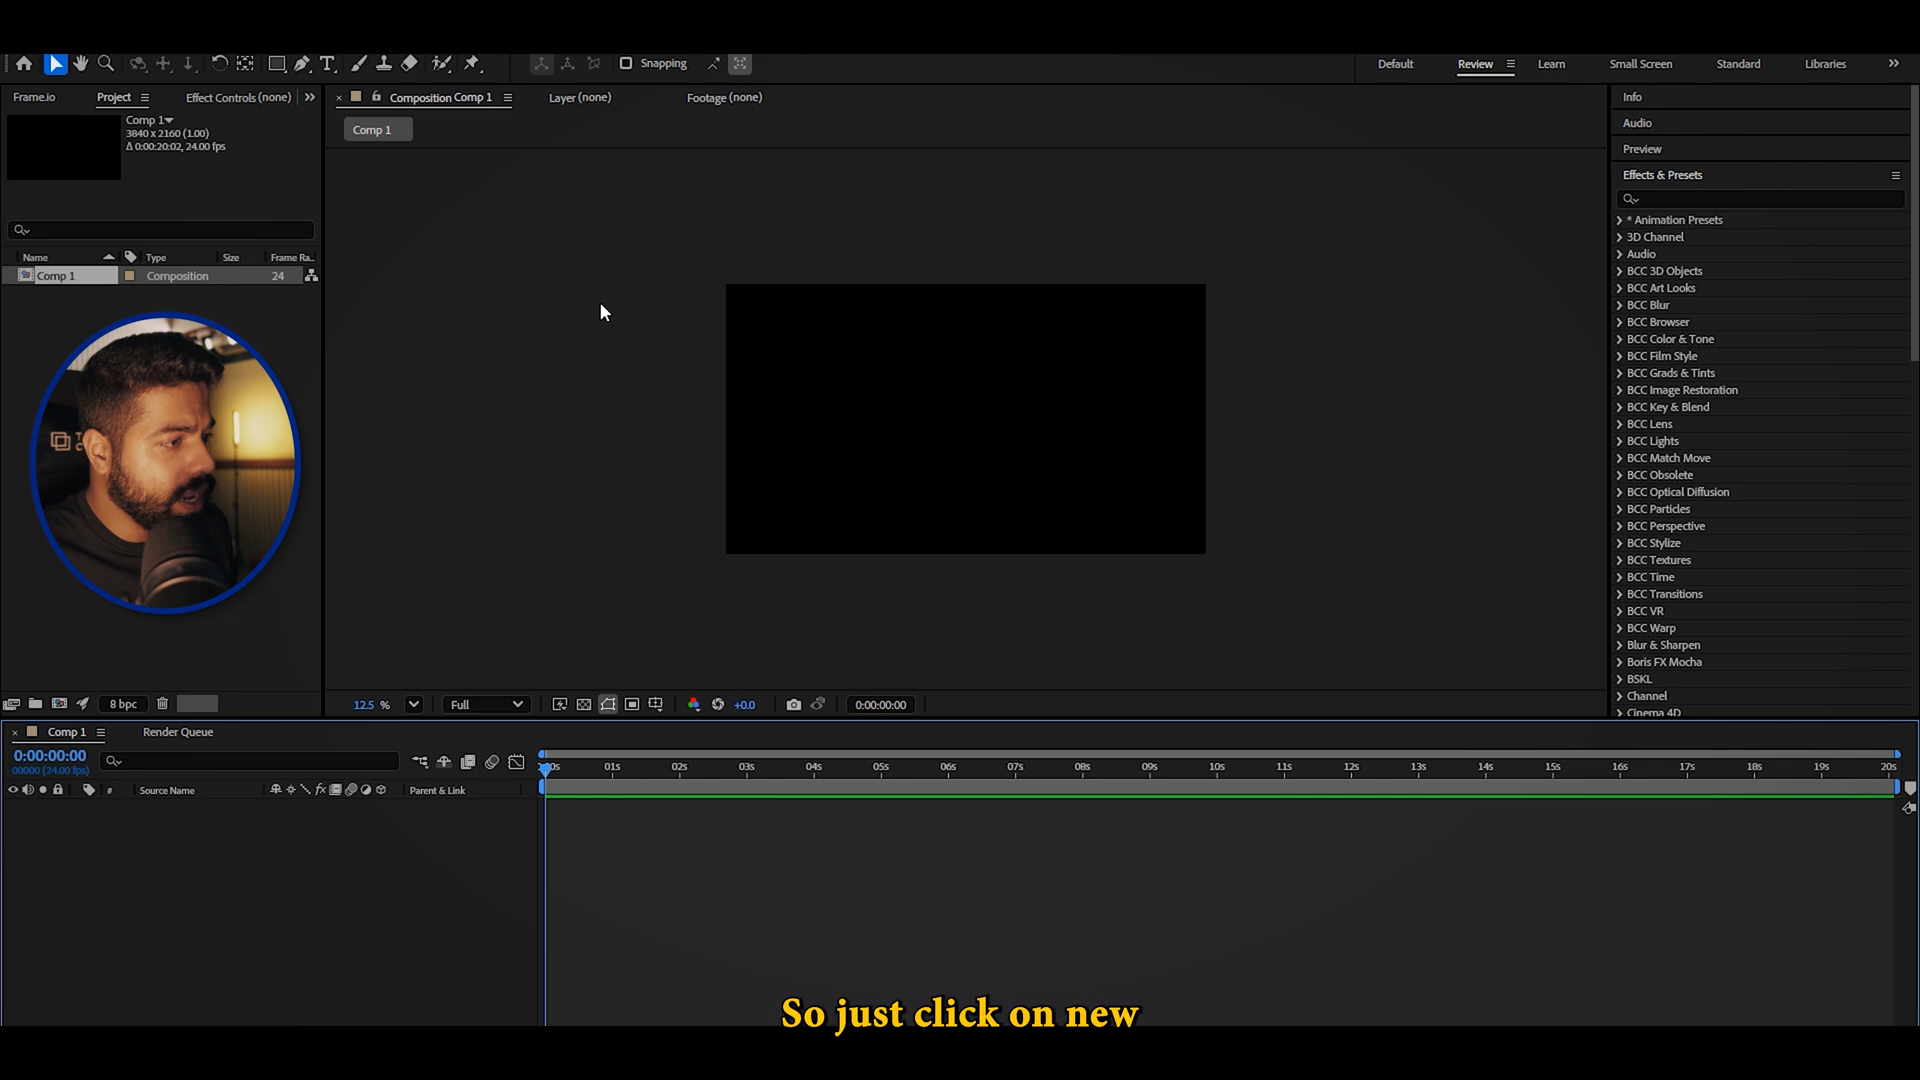 Snapping
Default
Review
Learn
Small Screen
Standard
Libraries
Frame.io
Project
Effect Controls (none)
Composition Comp 1
Layer (none)
Footage (none)
Comp 1
Comp 1
3840 x 2160 (1.00)
Δ 0:00:20:02, 24.00 fps
Name
Type
Size
Frame Ra...
Comp 1
Composition
24
8 bpc
12.5 %
Full
+0.0
0:00:00:00
Info
Audio
Preview
Effects & Presets
* Animation Presets
3D Channel
Audio
BCC 3D Objects
BCC Art Looks
BCC Blur
BCC Browser
BCC Color & Tone
BCC Film Style
BCC Grads & Tints
BCC Image Restoration
BCC Key & Blend
BCC Lens
BCC Lights
BCC Match Move
BCC Obsolete
BCC Optical Diffusion
BCC Particles
BCC Perspective
BCC Stylize
BCC Textures
BCC Time
BCC Transitions
BCC VR
BCC Warp
Blur & Sharpen
Boris FX Mocha
BSKL
Channel
Cinema 4D
Comp 1
Render Queue
0:00:00:00
00000 (24.00 fps)
# Source Name
fx
Parent & Link
01s 02s 03s 04s 05s 06s 07s 08s 09s 10s 11s 12s 13s 14s 15s 16s 17s 18s 19s 20s
So just click on new